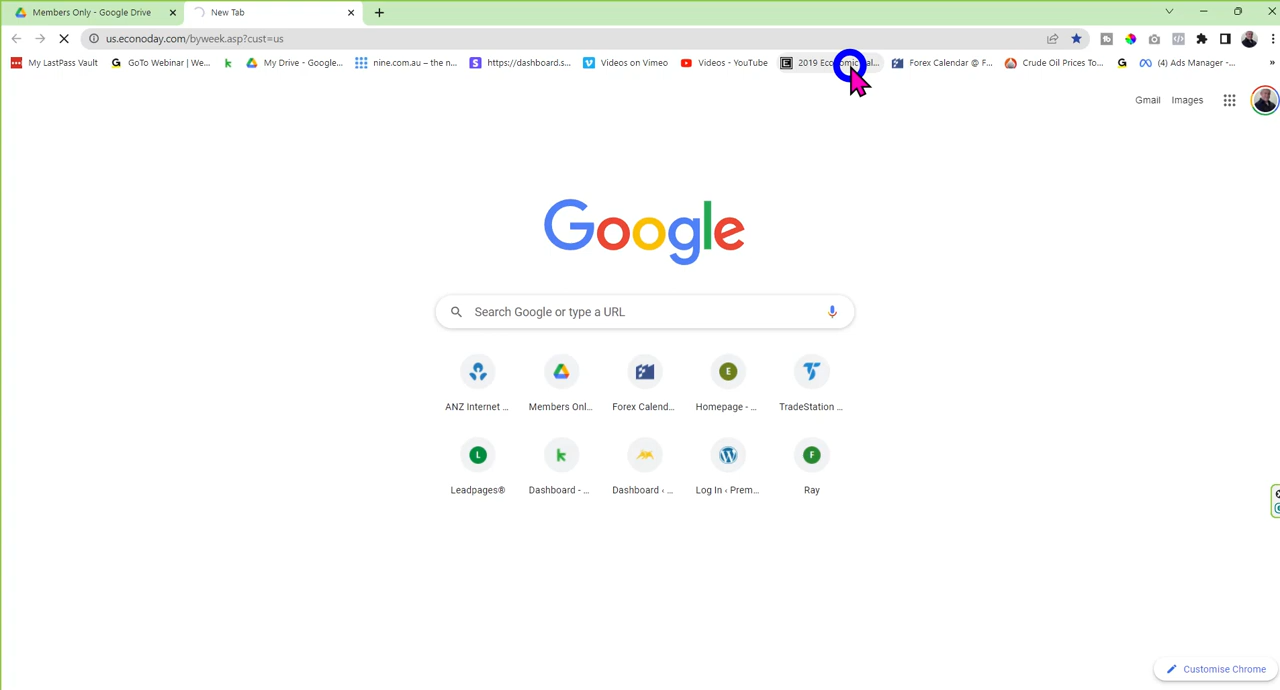 Members Only - Google Drive
New Tab
us.econoday.com/byweek.asp?cust=us
My LastPass Vault
GoTo Webinar | We...
My Drive - Google...
nine.com.au – the n...
https://dashboard.s...
Videos on Vimeo
Videos - YouTube
2019 Economic
al...
Forex Calendar @ F...
Crude Oil Prices To...
(4) Ads Manager -...
»
Gmail
Images
Google
Search Google or type a URL
ANZ Internet ...
Members Onl...
Forex Calend...
Homepage - ...
TradeStation ...
Leadpages®
Dashboard - ...
Dashboard ‹ ...
Log In ‹ Prem...
Ray
Customise Chrome